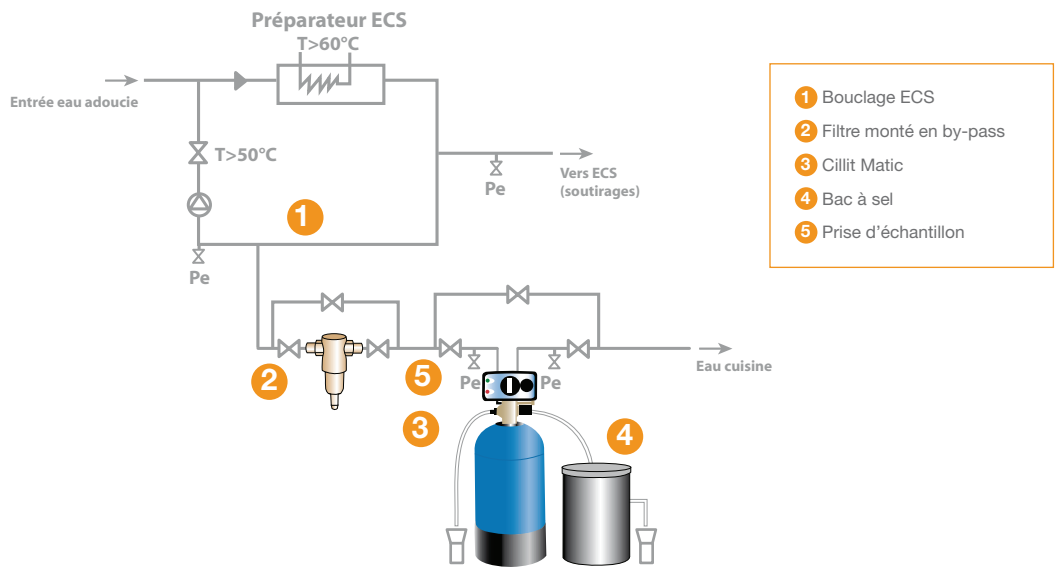 Préparateur ECS
T>60°C
Entrée eau adoucie
T>50°C
Pe
Vers ECS
(soutirages)
1
Pe
2
5
Pe
Pe
Eau cuisine
3
4
1 Bouclage ECS
2 Filtre monté en by-pass
3 Cillit Matic
4 Bac à sel
5 Prise d'échantillon